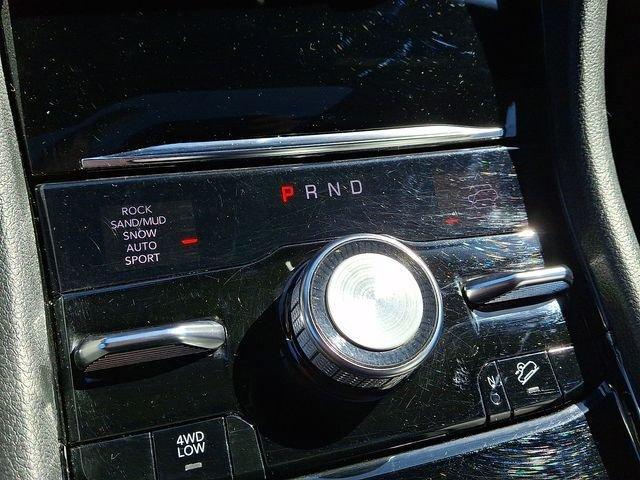 P R N D
ROCK
SAND/MUD
SNOW
AUTO
SPORT
4WD
LOW